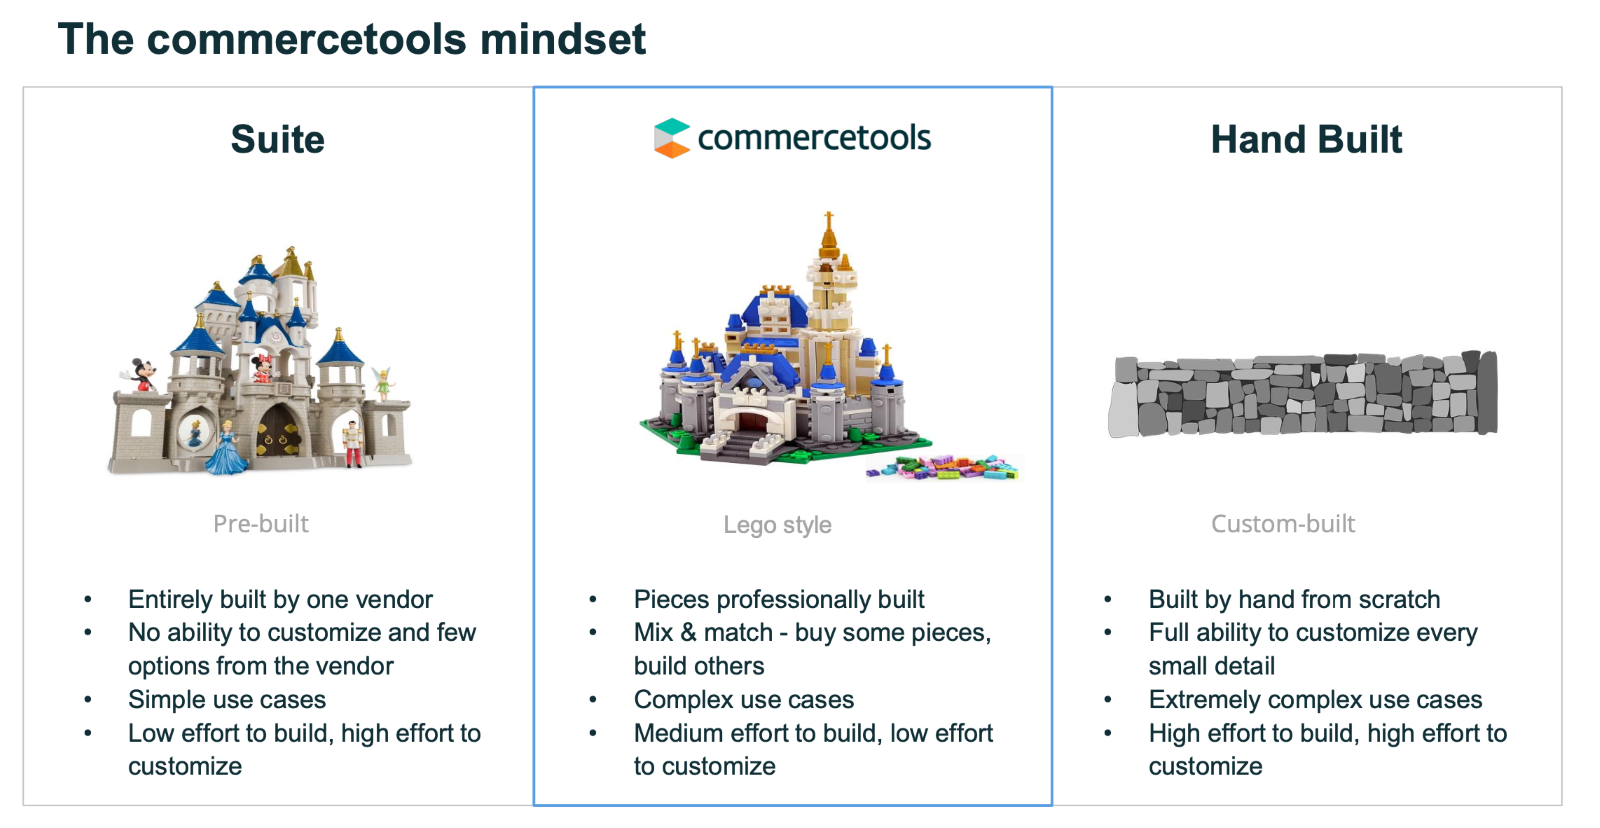 The commercetools mindset
Suite
Pre-built
• Entirely built by one vendor
• No ability to customize and few
options from the vendor
• Simple use cases
• Low effort to build, high effort to
customize
commercetools
Lego style
• Pieces professionally built
• Mix & match - buy some pieces,
build others
• Complex use cases
• Medium effort to build, low effort
to customize
Hand Built
Custom-built
• Built by hand from scratch
• Full ability to customize every
small detail
• Extremely complex use cases
• High effort to build, high effort to
customize